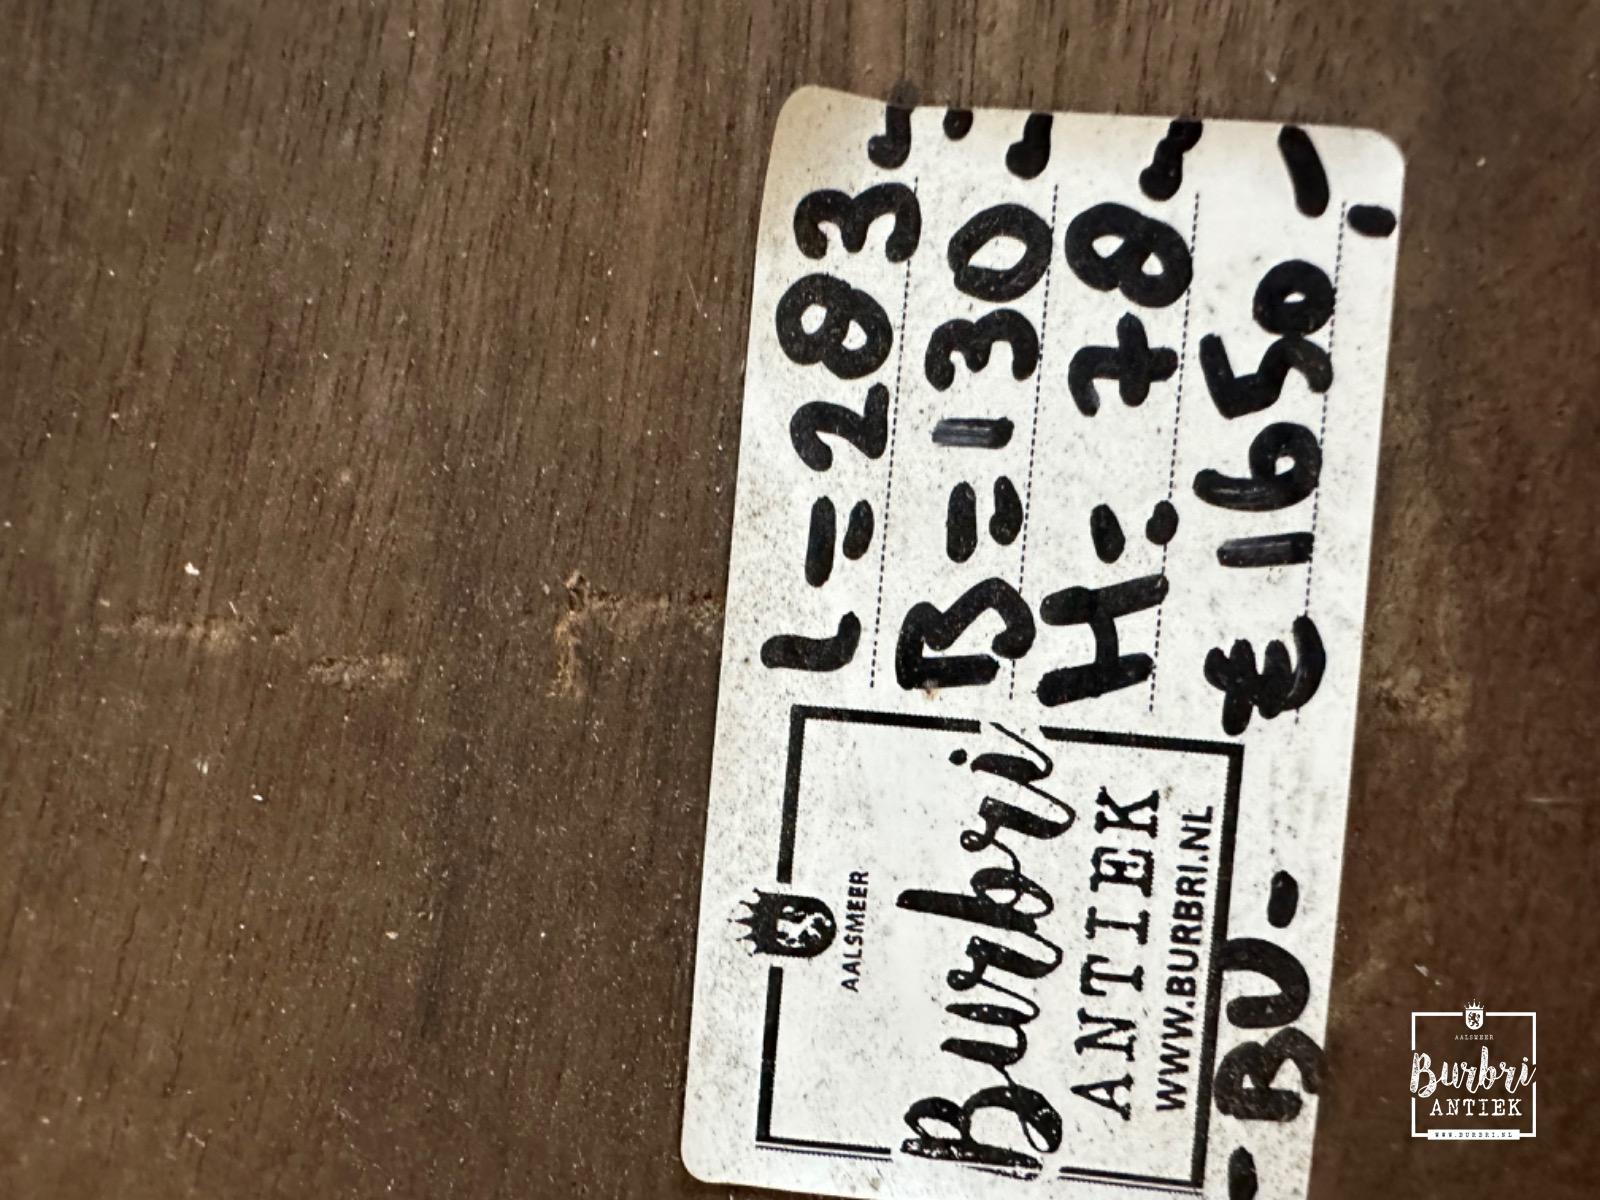 AALSMEER
Burbri
ANTIEK
WWW.BURBRI.NL
- BU -
L = 283 -
B = 130 -
H = 78 -
€ 1650,-
AALSMEER
Burbri
ANTIEK
WWW.BURBRI.NL